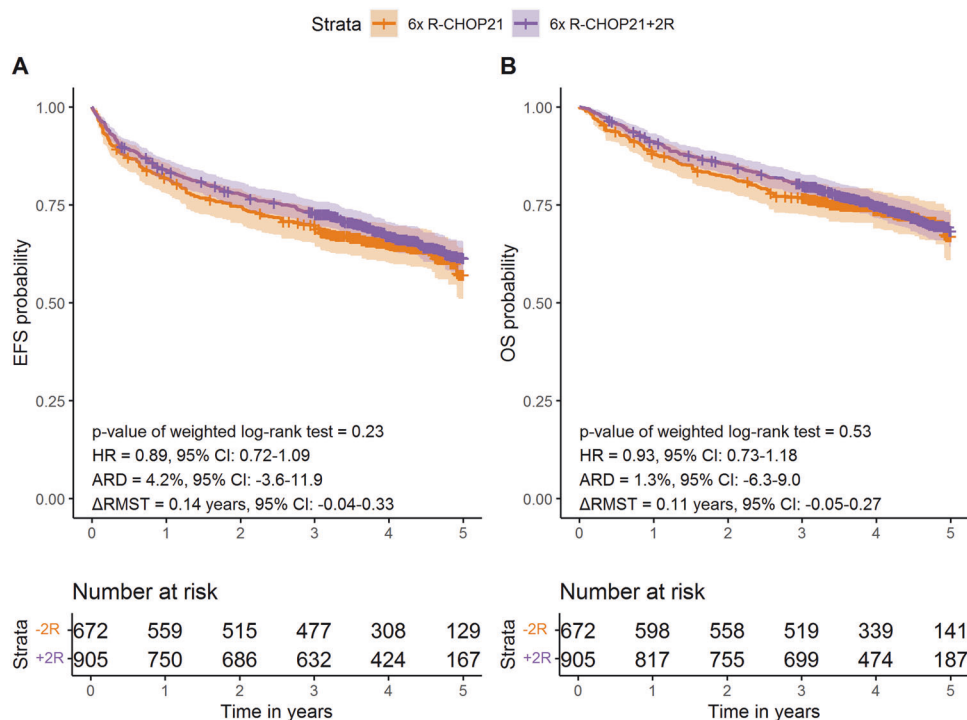 Strata 6x R-CHOP21 6x R-CHOP21+2R
A
1.00
0.75
0.50
0.25
0.00
EFS probability
p-value of weighted log-rank test = 0.23
HR = 0.89, 95% CI: 0.72-1.09
ARD = 4.2%, 95% CI: -3.6-11.9
ΔRMST = 0.14 years, 95% CI: -0.04-0.33
0 1 2 3 4 5
Number at risk
Strata
-2R 672 559 515 477 308 129
+2R 905 750 686 632 424 167
0 1 2 3 4 5
Time in years
B
1.00
0.75
0.50
0.25
0.00
OS probability
p-value of weighted log-rank test = 0.53
HR = 0.93, 95% CI: 0.73-1.18
ARD = 1.3%, 95% CI: -6.3-9.0
ΔRMST = 0.11 years, 95% CI: -0.05-0.27
0 1 2 3 4 5
Number at risk
Strata
-2R 672 598 558 519 339 141
+2R 905 817 755 699 474 187
0 1 2 3 4 5
Time in years